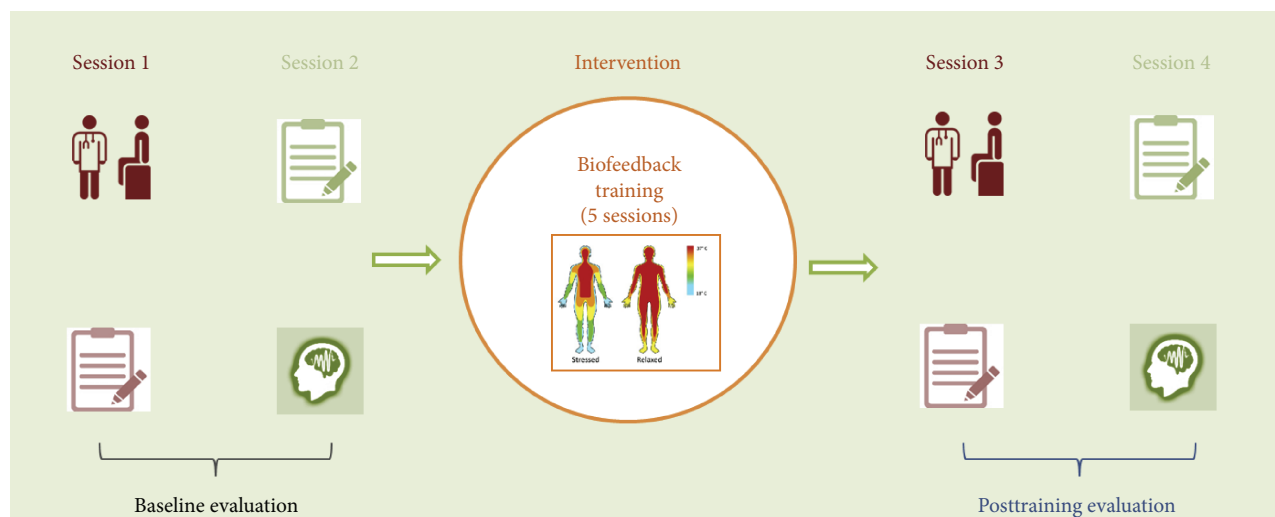 Session 1
Session 2
Intervention
Session 3
Session 4
Biofeedback
training
(5 sessions)
37° C
Stressed
Relaxed
Baseline evaluation
Posttraining evaluation